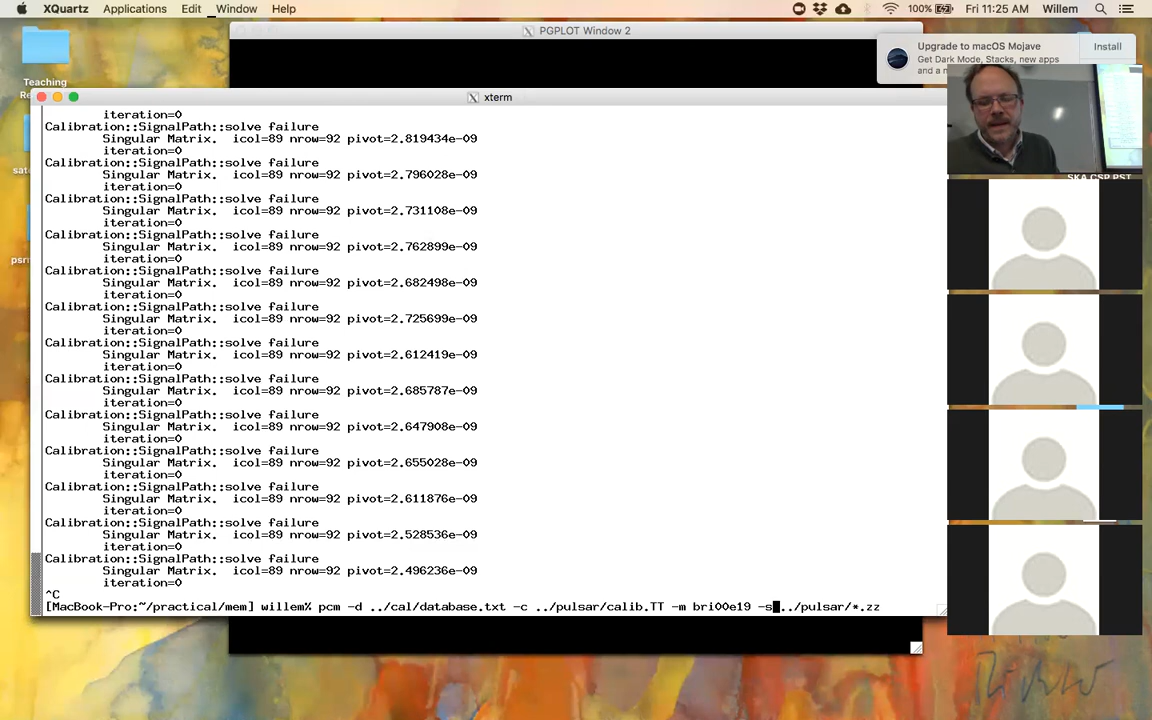 XQuartz Applications Edit Window Help
100% Fri 11:25 AM Willem
PGPLOT Window 2
Upgrade to macOS Mojave
Get Dark Mode, Stacks, new apps
and a
Install
Teaching
xterm
iteration=0
Calibration::SignalPath::solve failure
Singular Matrix. icol=89 nrow=92 pivot=2.819434e-09
iteration=0
Calibration::SignalPath::solve failure
Singular Matrix. icol=89 nrow=92 pivot=2.796028e-09
iteration=0
Calibration::SignalPath::solve failure
Singular Matrix. icol=89 nrow=92 pivot=2.731108e-09
iteration=0
Calibration::SignalPath::solve failure
Singular Matrix. icol=89 nrow=92 pivot=2.762899e-09
iteration=0
Calibration::SignalPath::solve failure
Singular Matrix. icol=89 nrow=92 pivot=2.682498e-09
iteration=0
Calibration::SignalPath::solve failure
Singular Matrix. icol=89 nrow=92 pivot=2.725699e-09
iteration=0
Calibration::SignalPath::solve failure
Singular Matrix. icol=89 nrow=92 pivot=2.612419e-09
iteration=0
Calibration::SignalPath::solve failure
Singular Matrix. icol=89 nrow=92 pivot=2.685787e-09
iteration=0
Calibration::SignalPath::solve failure
Singular Matrix. icol=89 nrow=92 pivot=2.647908e-09
iteration=0
Calibration::SignalPath::solve failure
Singular Matrix. icol=89 nrow=92 pivot=2.655028e-09
iteration=0
Calibration::SignalPath::solve failure
Singular Matrix. icol=89 nrow=92 pivot=2.611876e-09
iteration=0
Calibration::SignalPath::solve failure
Singular Matrix. icol=89 nrow=92 pivot=2.528536e-09
iteration=0
Calibration::SignalPath::solve failure
Singular Matrix. icol=89 nrow=92 pivot=2.496236e-09
iteration=0
^C
[MacBook-Pro:~/practical/mem] willem% pcm -d ../cal/database.txt -c ../pulsar/calib.TT -m bri00e19 -s ../pulsar/*.zz
SKA CSP PST